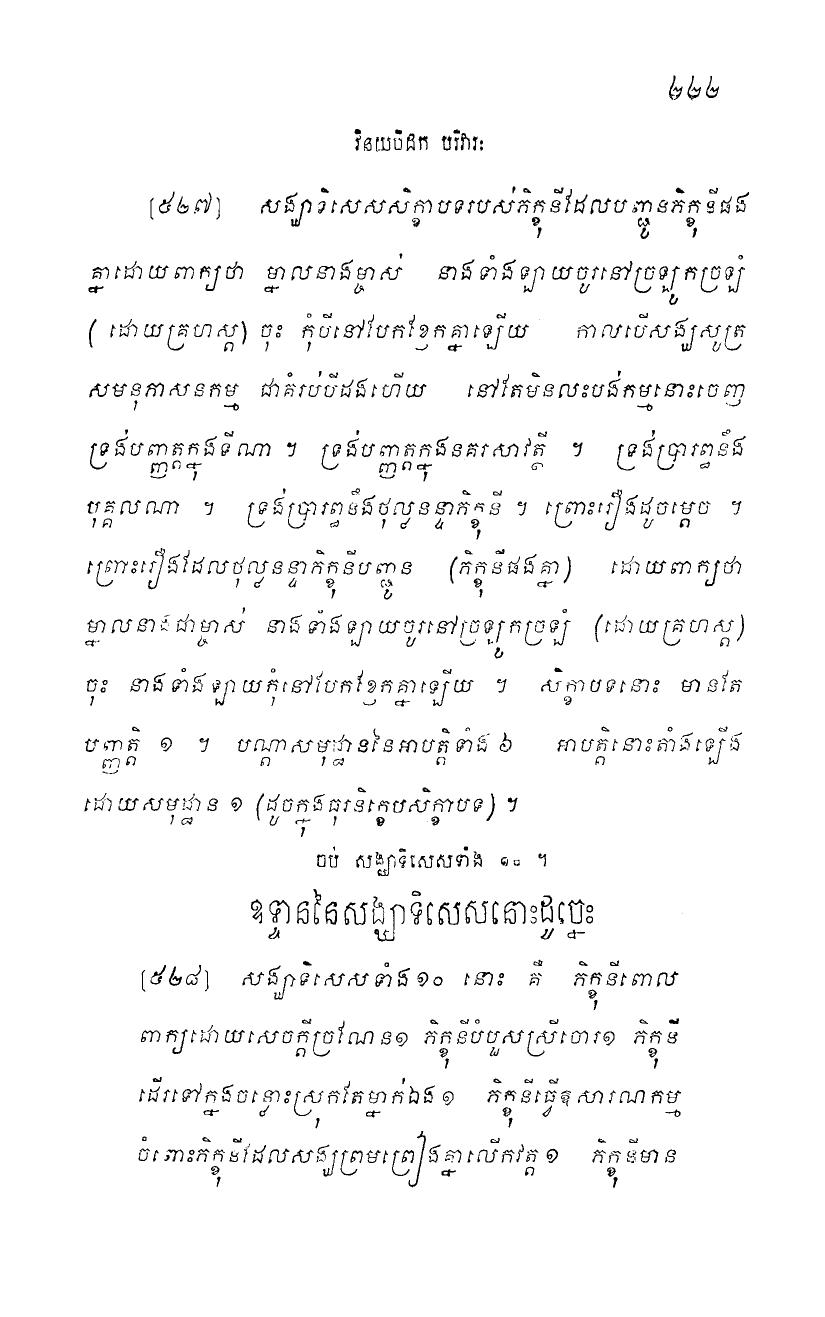 ២២២
វិនយបិដក បរិវារៈ
[៥២៧] សង្ឃាទិសេសសិក្ខាបទរបស់ភិក្ខុនីដែលបញ្ជូនភិក្ខុនីផង
គ្នាដោយពាក្យថា ម្នាលនាងម្ចាស់ នាងទាំងឡាយចូរនៅច្រឡូកច្រឡំ
( ដោយគ្រហស្ត) ចុះ កុំបីនៅបែកខ្ញែកគ្នាឡើយ កាលបើសង្ឃសូត្រ
សមនុភាសនកម្ម ជាគំរប់បីដងហើយ នៅតែមិនលះបង់កម្មនោះចេញ
ទ្រង់បញ្ញត្តក្នុងទីណា ។ ទ្រង់បញ្ញត្តក្នុងនគរសាវត្ថី ។ ទ្រង់ប្រារព្ធនឹង
បុគ្គលណា ។ ទ្រង់ប្រារព្ធនឹងថុល្លនន្ទាភិក្ខុនី ។ ព្រោះរឿងដូចម្តេច ។
ព្រោះរឿងដែលថុល្លនន្ទាភិក្ខុនីបញ្ជូន (ភិក្ខុនីផងគ្នា) ដោយពាក្យថា
ម្នាលនាងជាម្ចាស់ នាងទាំងឡាយចូរនៅច្រឡូកច្រឡំ (ដោយគ្រហស្ត)
ចុះ នាងទាំងឡាយកុំនៅបែកខ្ញែកគ្នាឡើយ ។ សិក្ខាបទនោះ មានតែ
បញ្ញត្តិ ១ ។ បណ្តាសមុដ្ឋាននៃអាបត្តិទាំង ៦ អាបត្តិនោះតាំងឡើង
ដោយសមុដ្ឋាន ១ (ដូចក្នុងធុរនិក្ខេបសិក្ខាបទ) ។
ចប់ សង្ឃាទិសេសទាំង ១០ ។
ឧទ្ទាននៃសង្ឃាទិសេសនោះដូច្នេះ
[៥២៨] សង្ឃាទិសេសទាំង១០ នោះ គឺ ភិក្ខុនីពោល
ពាក្យដោយសេចក្តីច្រណែន១ ភិក្ខុនីបំបួសស្រីចោរ១ ភិក្ខុនី
ដើរទៅក្នុងចន្លោះស្រុកតែម្នាក់ឯង១ ភិក្ខុនីធ្វើឧសារណកម្ម
ចំពោះភិក្ខុនីដែលសង្ឃព្រមព្រៀងគ្នាលើកវត្ត១ ភិក្ខុនីមាន